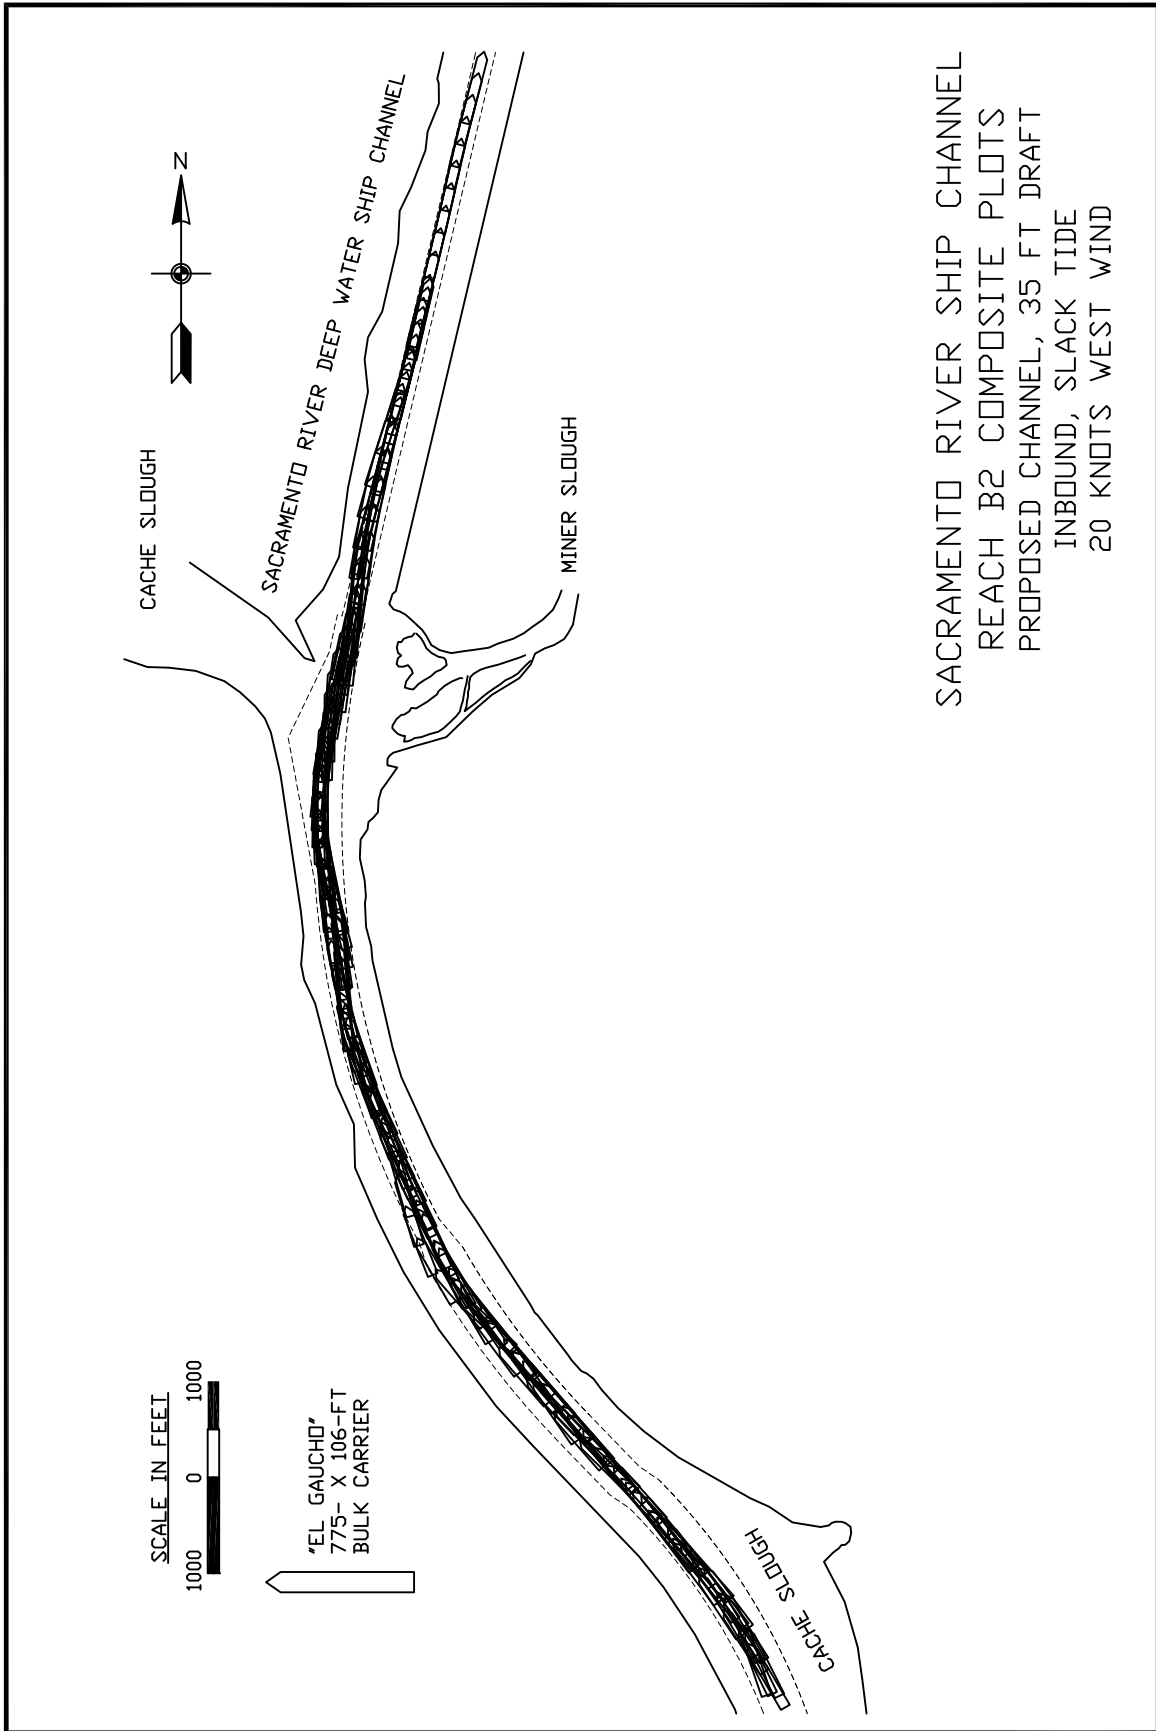 SCALE IN FEET
1000 0 1000
"EL GAUCHO"
775- X 106-FT
BULK CARRIER
CACHE SLOUGH
SACRAMENTO RIVER DEEP WATER SHIP CHANNEL
N
MINER SLOUGH
CACHE SLOUGH
SACRAMENTO RIVER SHIP CHANNEL
REACH B2 COMPOSITE PLOTS
PROPOSED CHANNEL, 35 FT DRAFT
INBOUND, SLACK TIDE
20 KNOTS WEST WIND